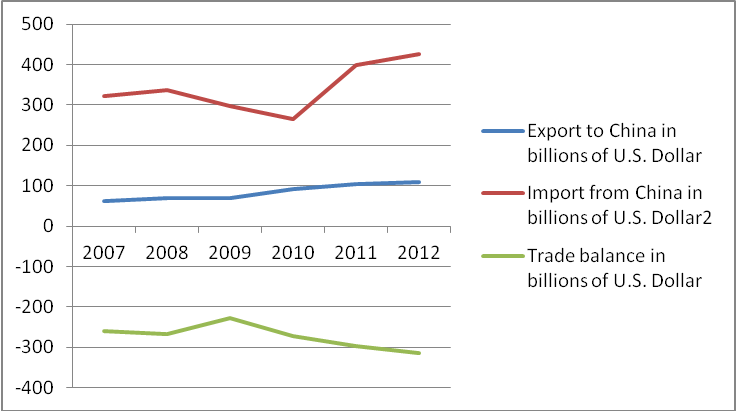 500
400
300
200
100
0
2007 2008 2009 2010 2011 2012
-100
-200
-300
-400
Export to China in
billions of U.S. Dollar
Import from China in
billions of U.S. Dollar2
Trade balance in
billions of U.S. Dollar